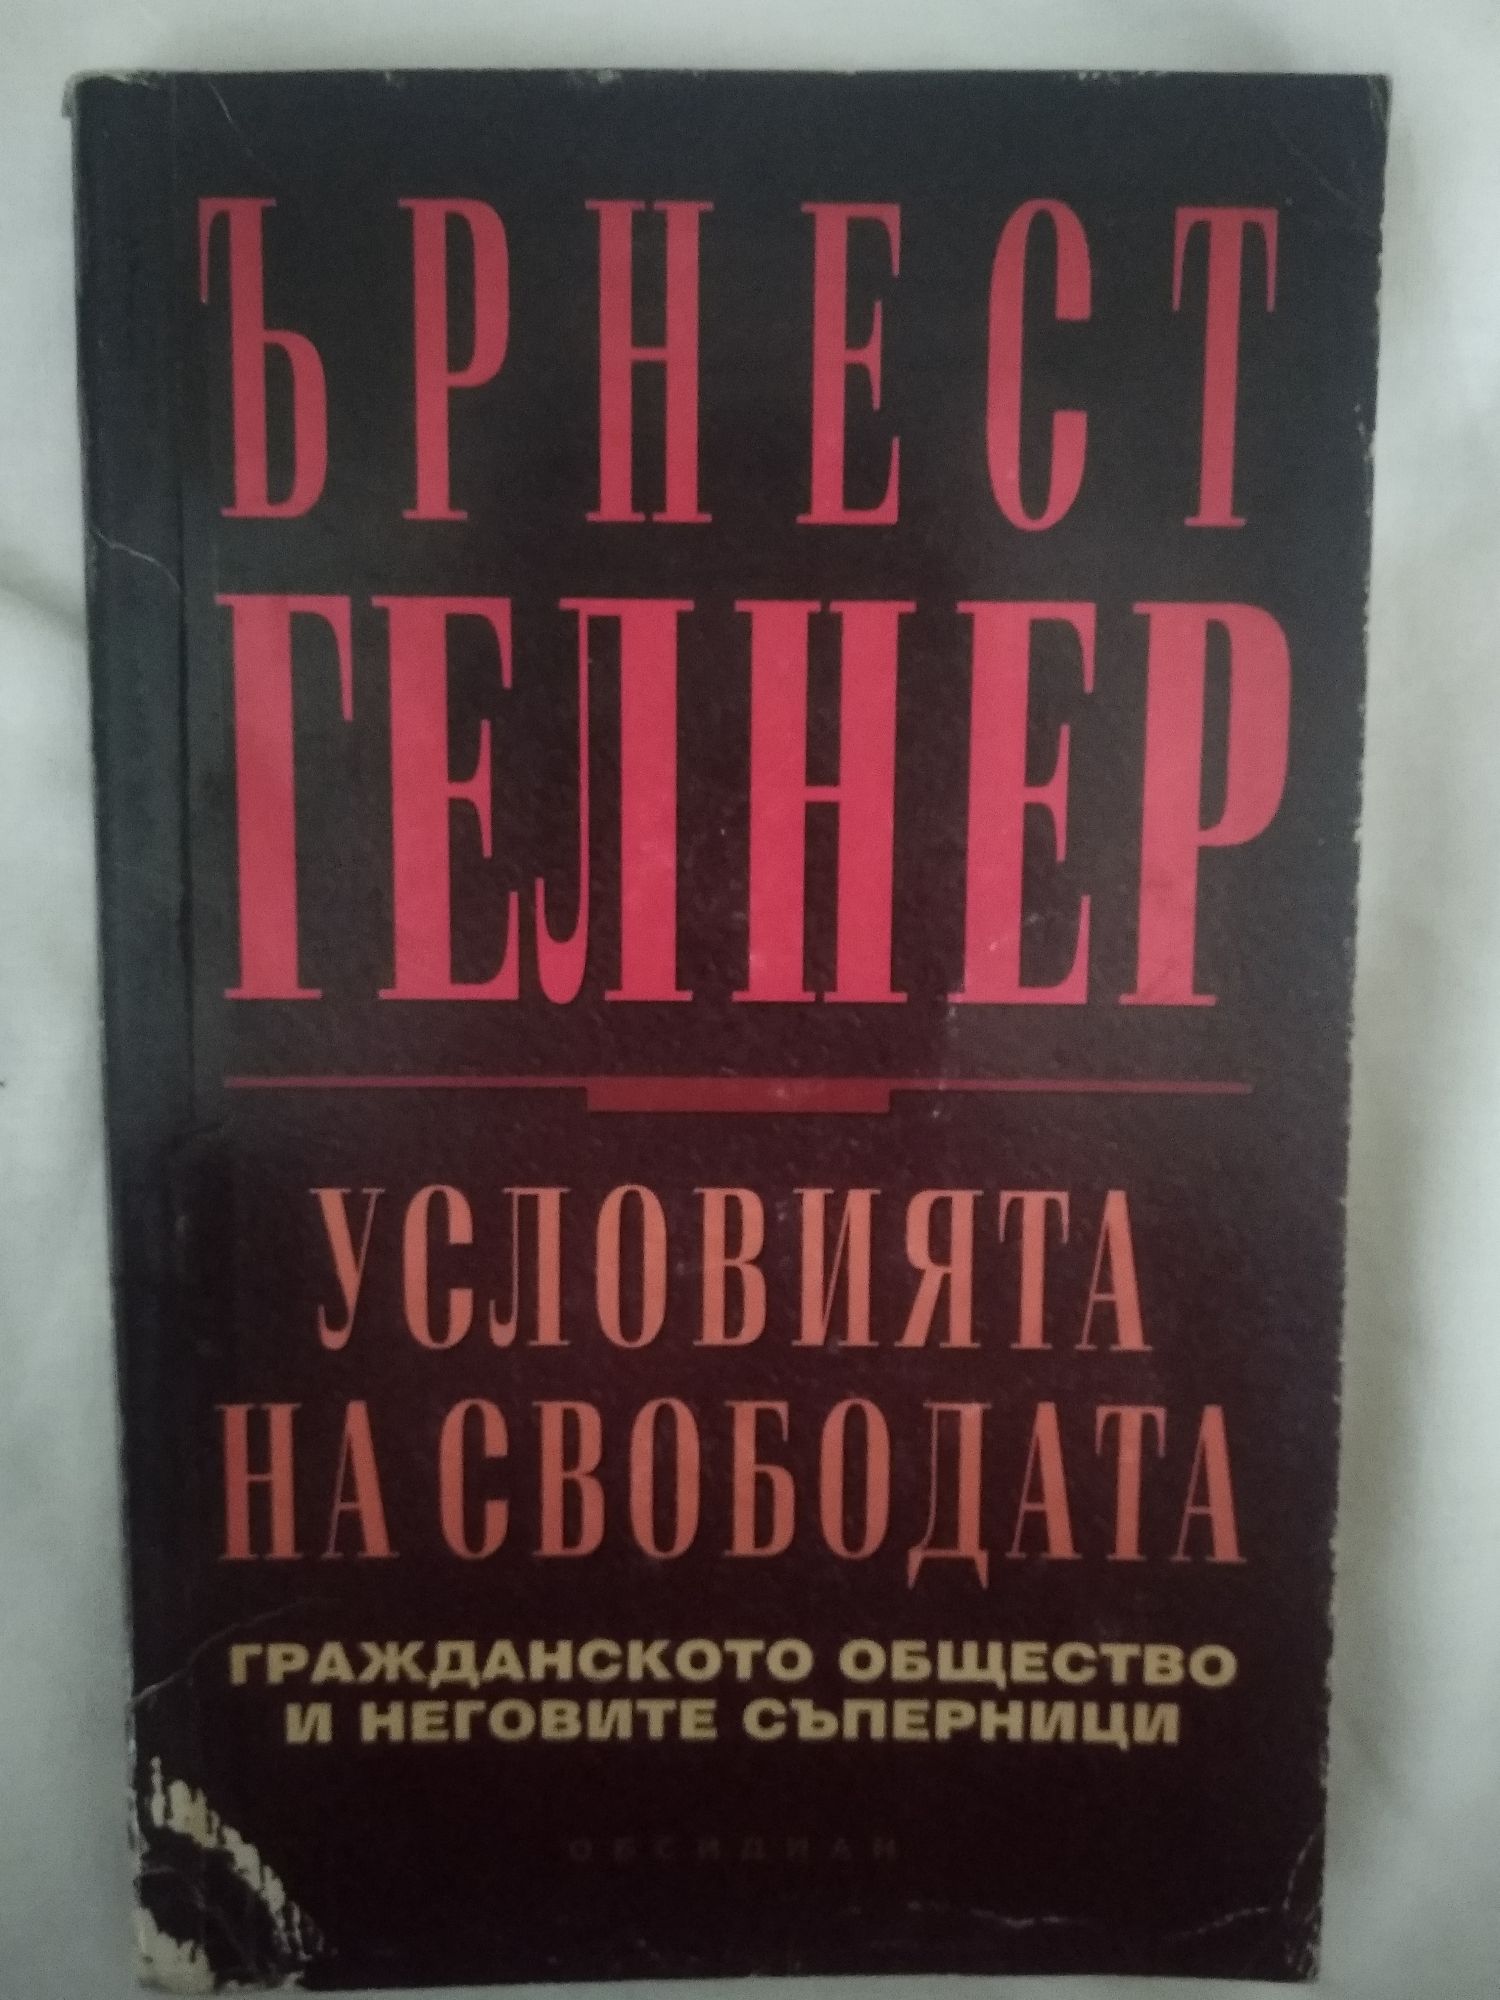 ЪРНЕСТ
ГЕЛНЕР
УСЛОВИЯТА
НА СВОБОДАТА
ГРАЖДАНСКОТО ОБЩЕСТВО
И НЕГОВИТЕ СЪПЕРНИЦИ
ОБСИДИАН